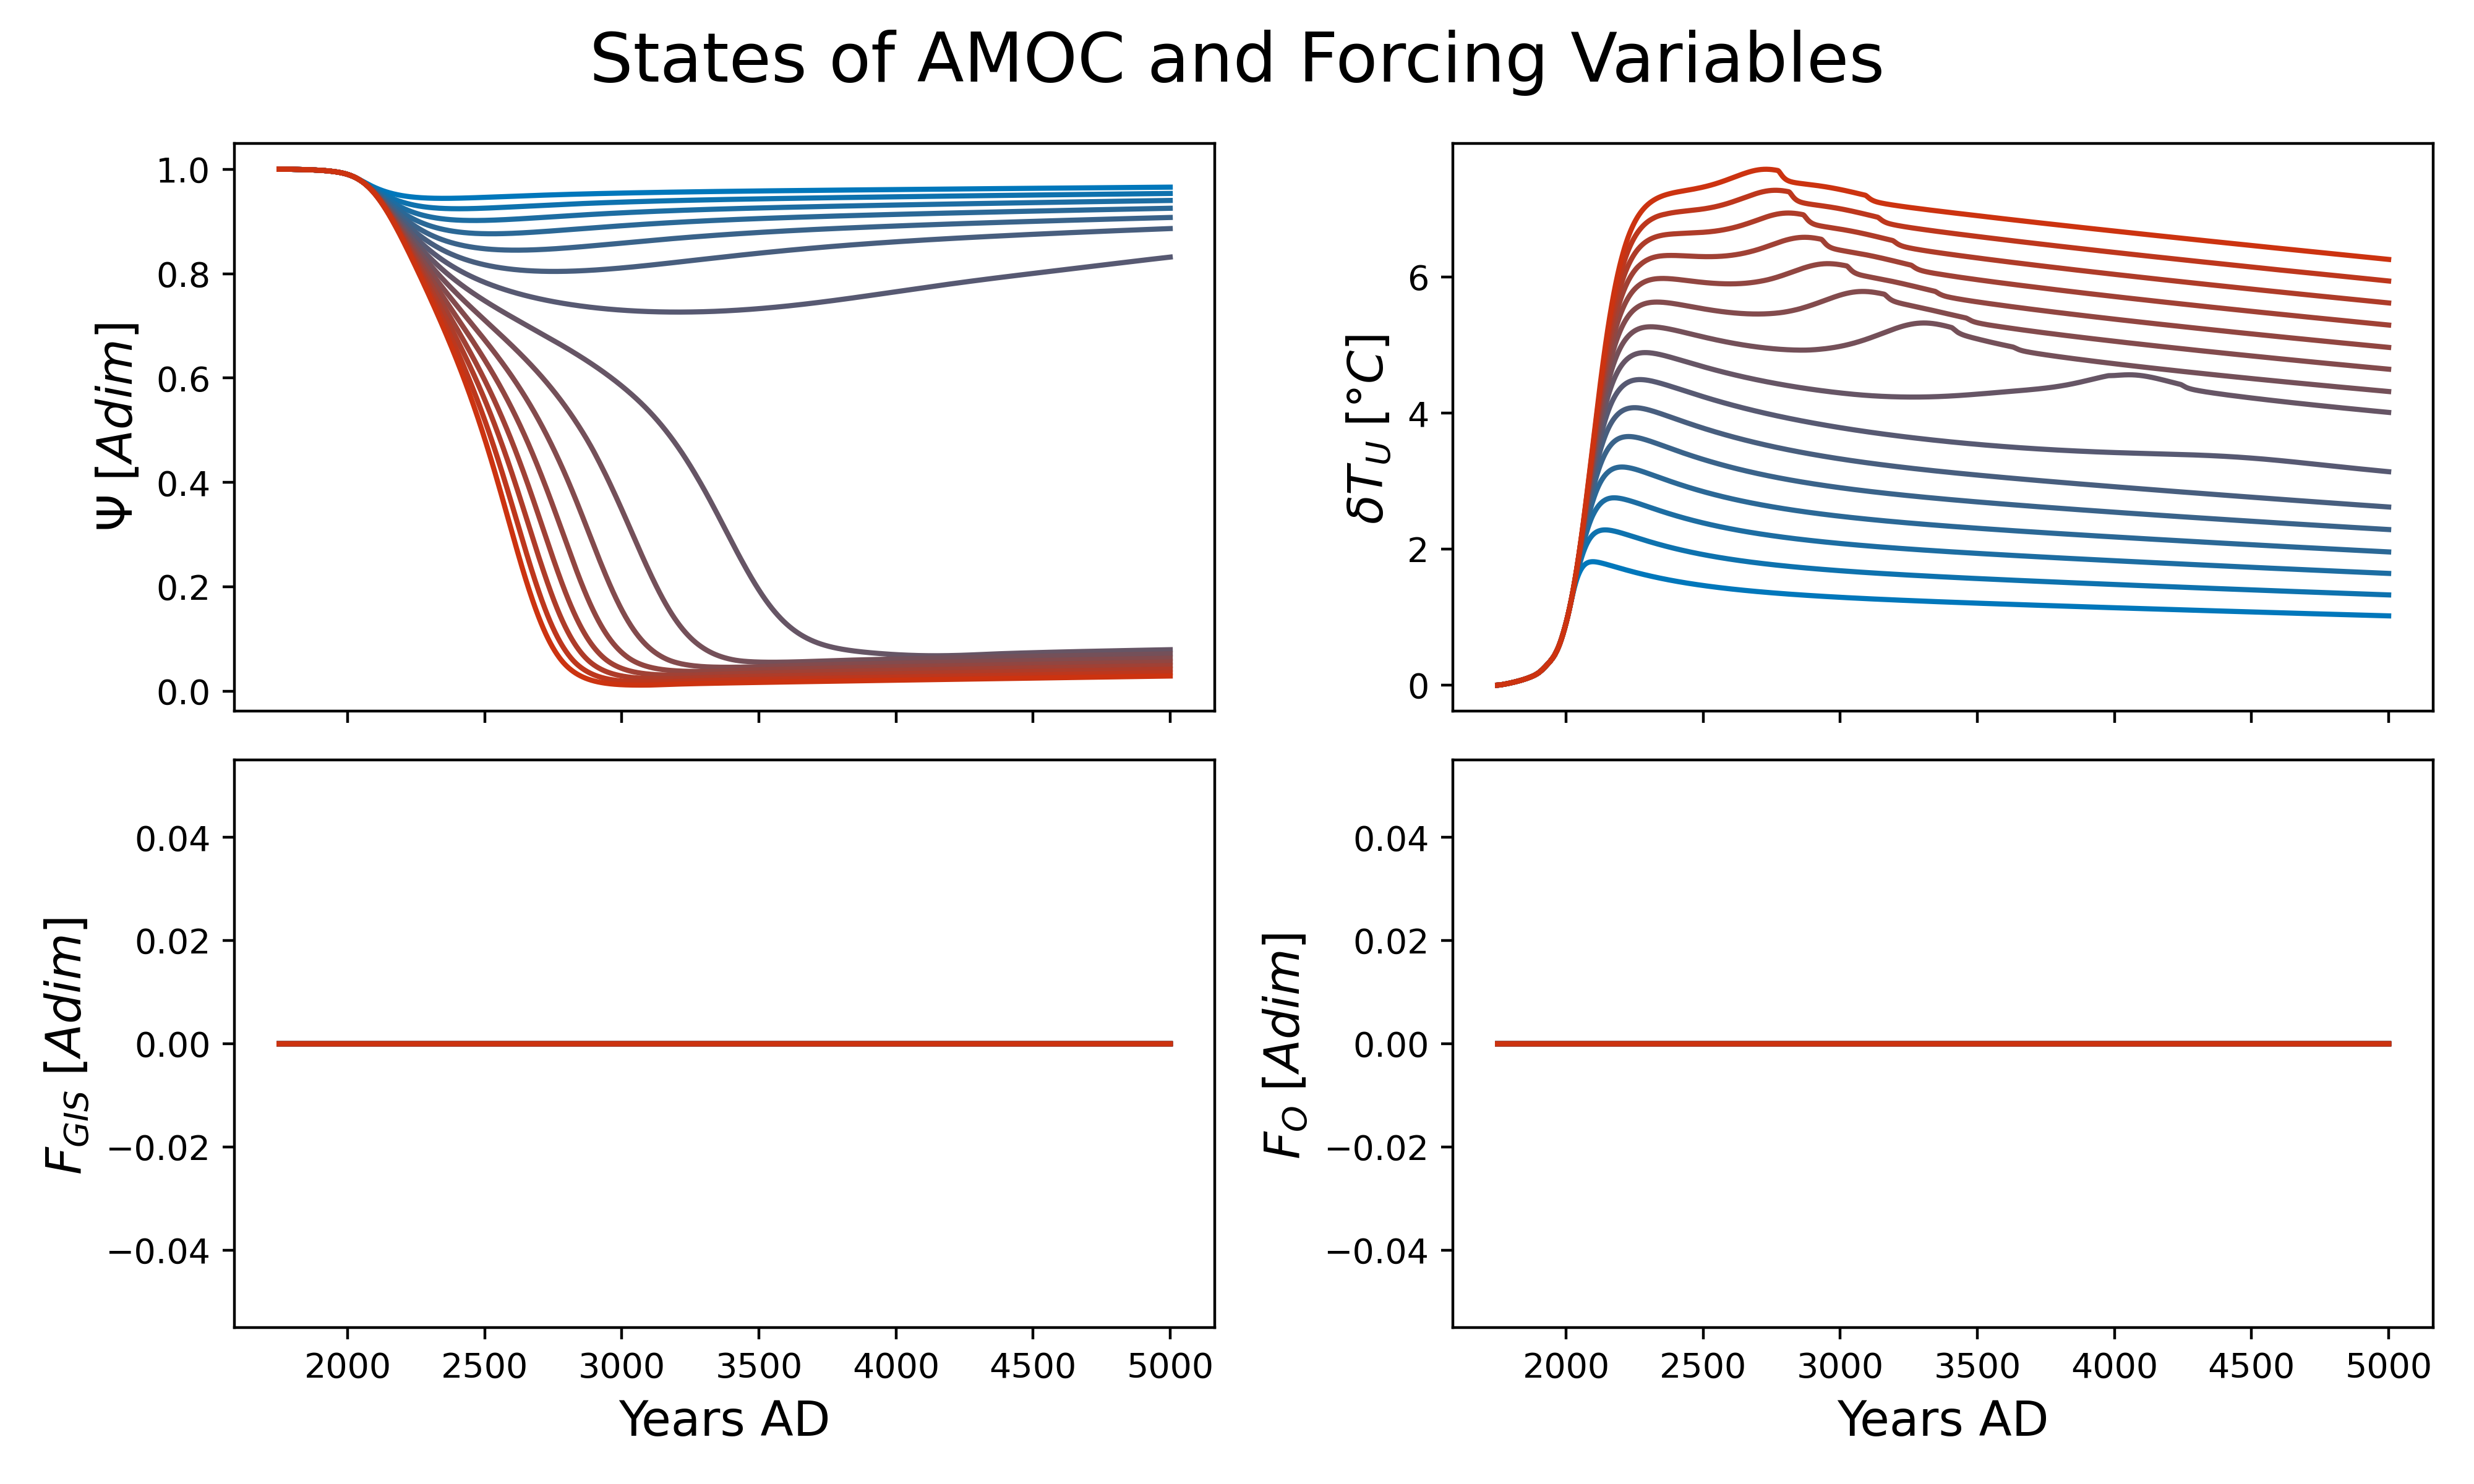 States of AMOC and Forcing Variables
Ψ [Adim]
1.0
0.8
0.6
0.4
0.2
0.0
δT_U [°C]
6
4
2
0
F_GIS [Adim]
0.04
0.02
0.00
−0.02
−0.04
2000 2500 3000 3500 4000 4500 5000
Years AD
F_O [Adim]
0.04
0.02
0.00
−0.02
−0.04
2000 2500 3000 3500 4000 4500 5000
Years AD